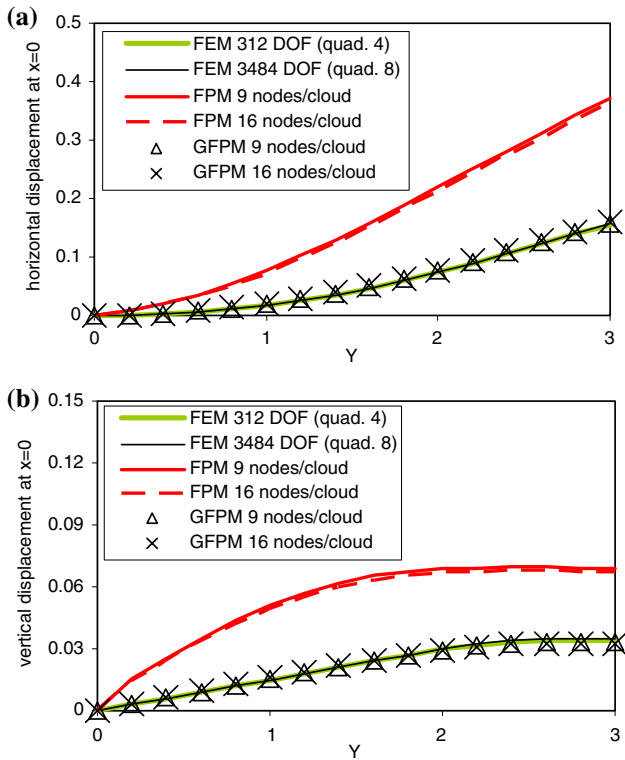 (a)
0.5
0.4
0.3
0.2
0.1
0
horizontal displacement at x=0
FEM 312 DOF (quad. 4)
FEM 3484 DOF (quad. 8)
FPM 9 nodes/cloud
FPM 16 nodes/cloud
GFPM 9 nodes/cloud
GFPM 16 nodes/cloud
0 1 2 3
Y
(b)
0.15
0.12
0.09
0.06
0.03
0
vertical displacement at x=0
FEM 312 DOF (quad. 4)
FEM 3484 DOF (quad. 8)
FPM 9 nodes/cloud
FPM 16 nodes/cloud
GFPM 9 nodes/cloud
GFPM 16 nodes/cloud
0 1 2 3
Y